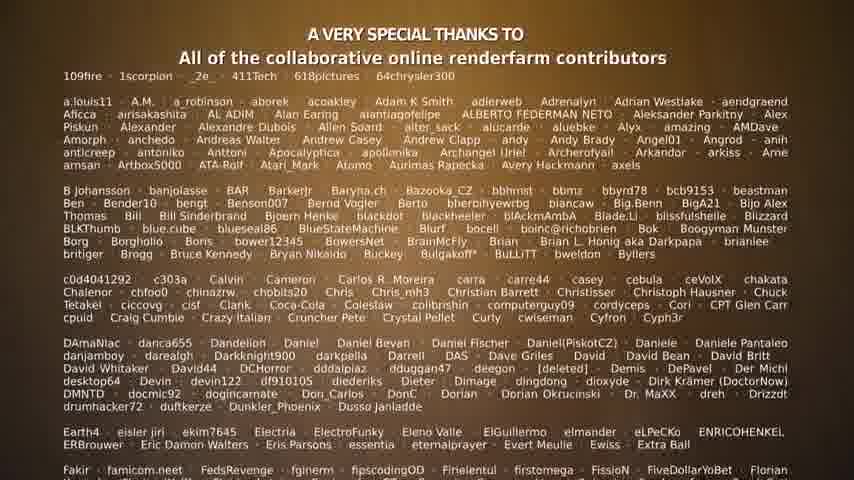 A VERY SPECIAL THANKS TO
All of the collaborative online renderfarm contributors
109fire · 1scorpion · _2e_ · 411Tech · 618pictures · 64chrysler300
a.louis11 · A.M. · a_robinson · aborek · acoakley · Adam K Smith · adierweb · Adrenalyn · Adrian Westlake · aendgraend
Aficca · airisakashita · AL ADIM · Alan Earing · alantiagofelipe · ALBERTO FEDERMAN NETO · Aleksander Parkitny · Alex
Piskun · Alexander · Alexandre Dubois · Allen Soard · alter_sack · alucarde · aluebke · Alyx · amazing · AMDave
Amorph · anchedo · Andreas Walter · Andrew Casey · Andrew Clapp · andy · Andy Brady · Angel01 · Angrod · anih
anticreep · antoniko · Anttoni · Apocalyptica · Archangel Uriel · Archerofail · Arkandor · arkiss · Arne
arnsan · Artbox5000 · ATA-Rolf · Atari_Mark · Atomo · Aurimas Rapecka · Avery Hackmann · axels
B Johansson · banjolasse · BAR · BarkerJr · Baryna.ch · Bazooka_CZ · bbhmst · bbmz · bbyrd78 · bcb9153 · beastman
Ben · Bender10 · bengt · Benson007 · Bernd Vogler · Berto · biancaw · Big.Benn · BigA21 · Bijo Alex
Thomas · Bill · Bill Sinderbrand · Bjoern Henke · blackdot · blackheeler · blAckmAmbA · Blade.Li · blissfulshelle · Blizzard
BLKThumb · blue.cube · blueseal86 · BlueStateMachine · Blurf · bocell · boinc@richobrien · Bok · Boogyman Munster
Borg · Borgholio · Boris · bower12345 · BowersNet · BrainMcFly · Brian · Brian L. Honig aka Darkpapa · brianlee
britiger · Brogg · Bruce Kennedy · Bryan Nikaido · Buckey · Bulgakoff* · BuLLiTT · bweldon · Byllers
c0d4041292 · c303a · Calvin · Cameron · Carlos R. Moreira · carra · carre44 · casey · cebula · ceVolX · chakata
Chalenor · chfoo0 · chinazrw · chobits20 · Chris · Chris_mh3 · Christian Barrett · Christisser · Christoph Hausner · Chuck
Tetakel · ciccovg · cisf · Clank · Coca-Cola · Coleslaw · colibrishin · computerguy09 · cordyceps · Cori · CPT Glen Carr
cpuid · Craig Cumbie · Crazy Italian · Cruncher Pete · Crystal Pellet · Curly · cwiseman · Cyfron · Cyph3r
DAmaNiac · danca655 · Dandelion · Daniel · Daniel Bevan · Daniel Fischer · Daniel(PiskotCZ) · Daniele · Daniele Pantaleo
danjamboy · darealgh · Darkknight900 · darkpella · Darrell · DAS · Dave Griles · David · David Bean · David Britt
David Whitaker · David44 · DCHorror · dddalpiaz · dduggan47 · deegon · [deleted] · Demis · DePavel · Der Michl
desktop64 · Devin · devin122 · df910105 · diederiks · Dieter · Dimage · dingdong · dioxyde · Dirk Krämer (DoctorNow)
DMNTD · docmic92 · dogincarnate · Don_Carlos · DonC · Dorian · Dorian Okrucinski · Dr. MaXX · dreh · Drizzdt
drumhacker72 · duftkerze · Dunkler_Phoenix · Dusso Janladde
Earth4 · eisler jiri · ekim7645 · Electria · ElectroFunky · Eleno Valle · ElGuillermo · elmander · eLPeCKo · ENRICOHENKEL
ERBrouwer · Eric Damon Walters · Eris Parsons · essentia · eternalprayer · Evert Meulie · Ewiss · Extra Ball
Fakir · famicom.neet · FedsRevenge · fginerm · fipscodingOD · Firielentul · firstomega · FissioN · FiveDollarYoBet · Florian